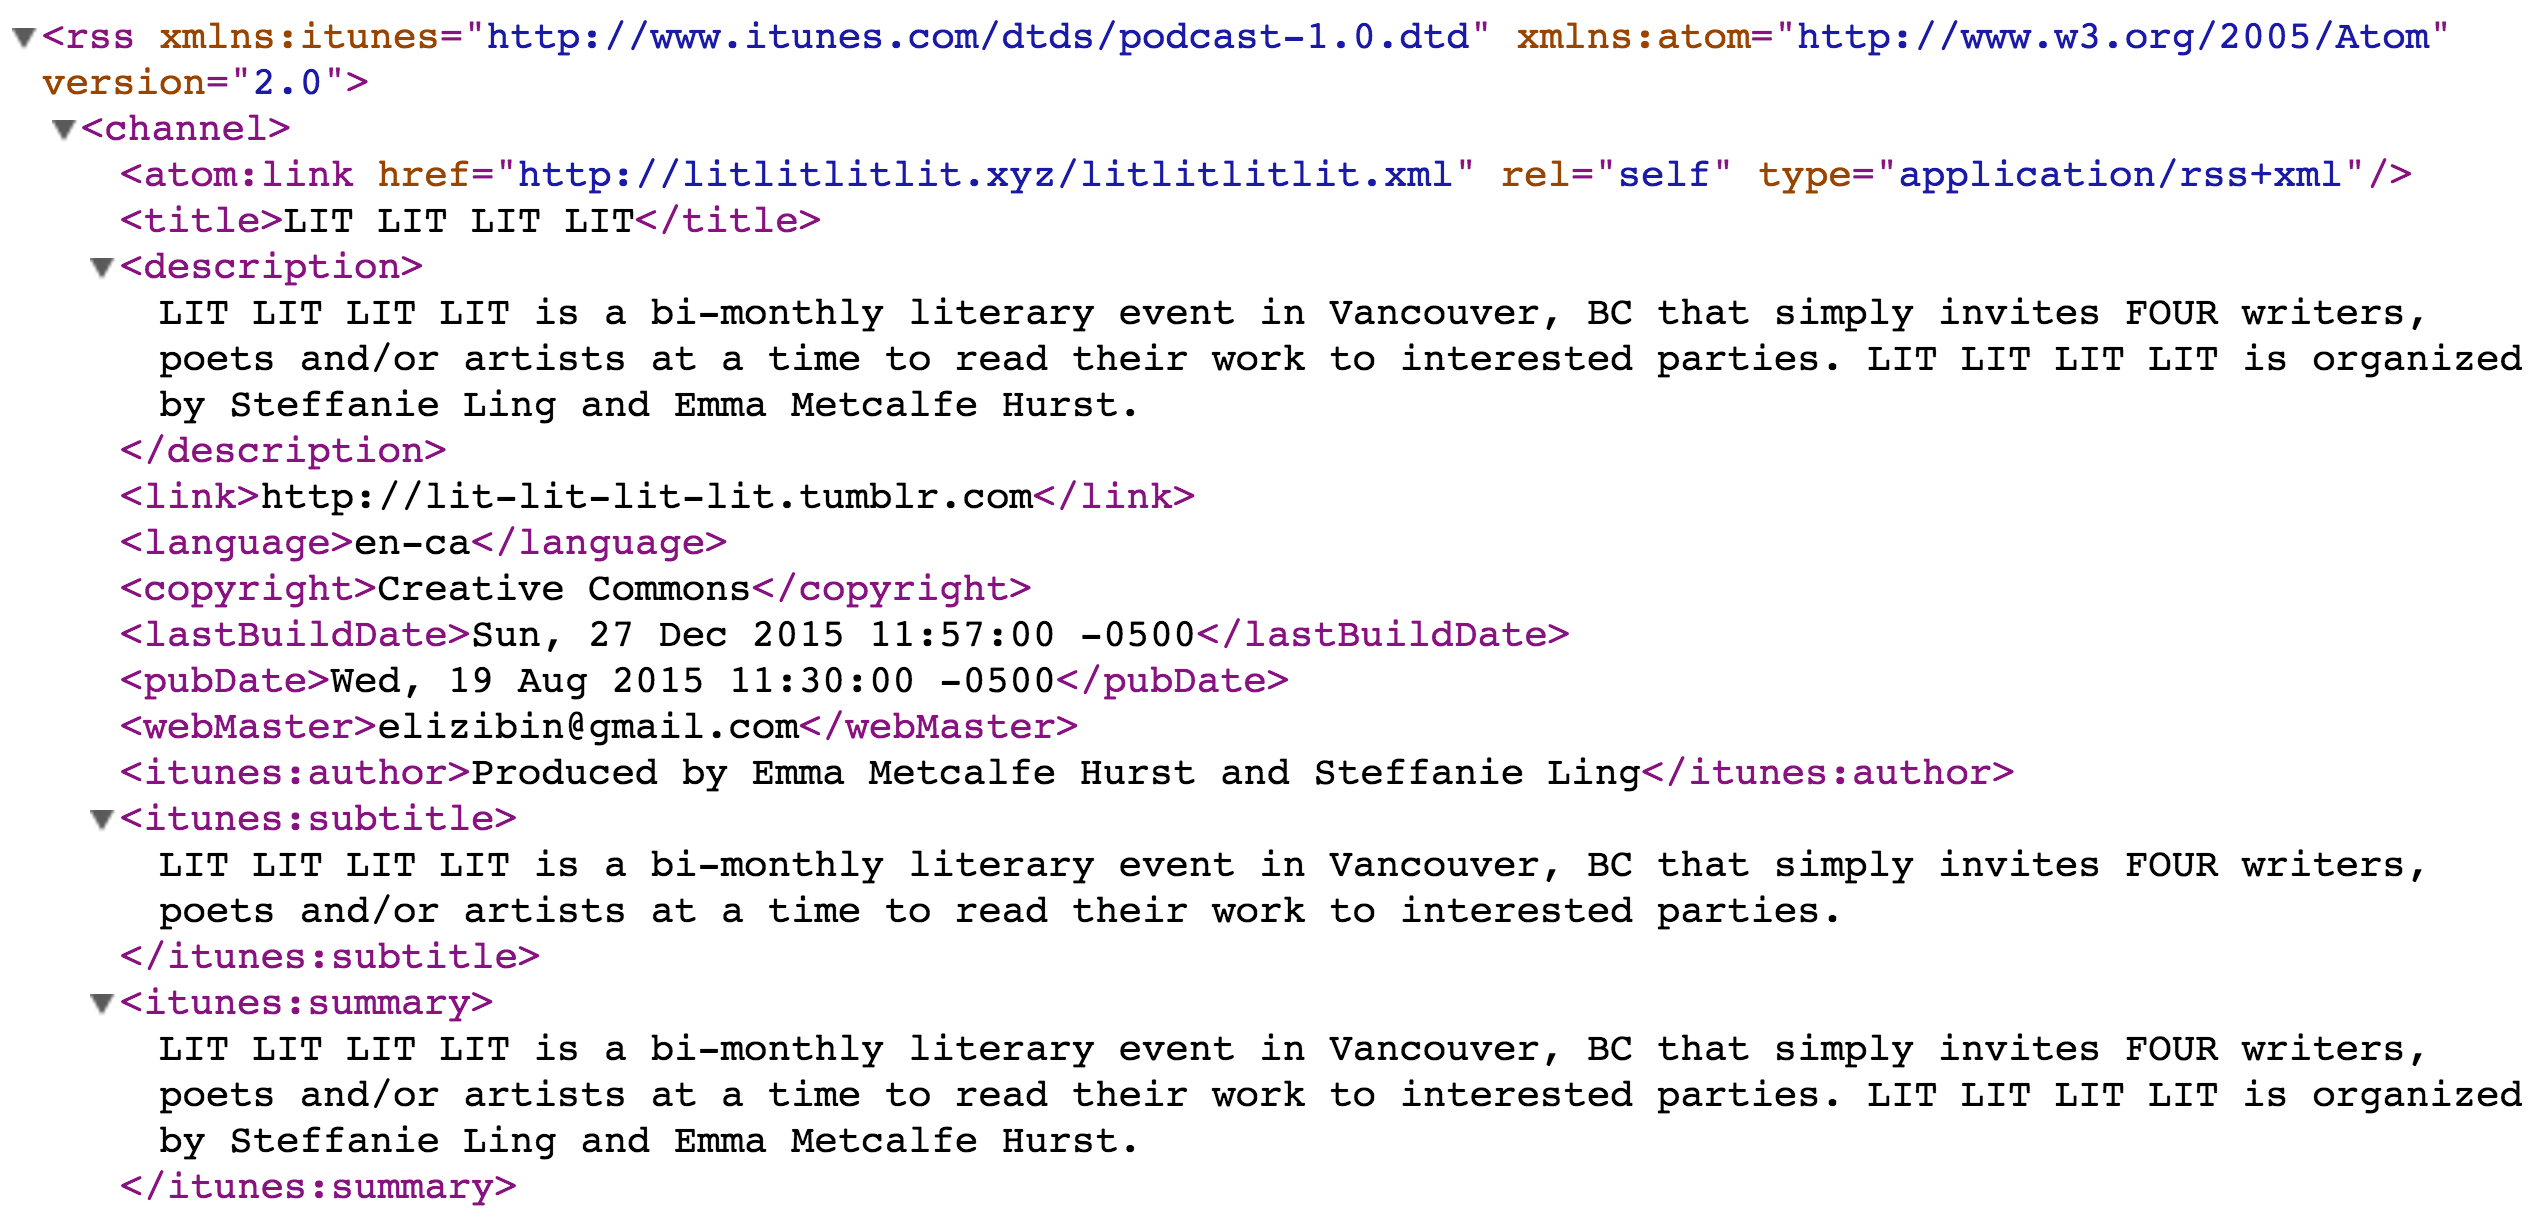 <rss xmlns:itunes="http://www.itunes.com/dtds/podcast-1.0.dtd" xmlns:atom="http://www.w3.org/2005/Atom"
version="2.0">
<channel>
<atom:link href="http://litlitlitlit.xyz/litlitlitlit.xml" rel="self" type="application/rss+xml"/>
<title>LIT LIT LIT LIT</title>
<description>
LIT LIT LIT LIT is a bi-monthly literary event in Vancouver, BC that simply invites FOUR writers,
poets and/or artists at a time to read their work to interested parties. LIT LIT LIT LIT is organized
by Steffanie Ling and Emma Metcalfe Hurst.
</description>
<link>http://lit-lit-lit-lit.tumblr.com</link>
<language>en-ca</language>
<copyright>Creative Commons</copyright>
<lastBuildDate>Sun, 27 Dec 2015 11:57:00 -0500</lastBuildDate>
<pubDate>Wed, 19 Aug 2015 11:30:00 -0500</pubDate>
<webMaster>elizibin@gmail.com</webMaster>
<itunes:author>Produced by Emma Metcalfe Hurst and Steffanie Ling</itunes:author>
<itunes:subtitle>
LIT LIT LIT LIT is a bi-monthly literary event in Vancouver, BC that simply invites FOUR writers,
poets and/or artists at a time to read their work to interested parties.
</itunes:subtitle>
<itunes:summary>
LIT LIT LIT LIT is a bi-monthly literary event in Vancouver, BC that simply invites FOUR writers,
poets and/or artists at a time to read their work to interested parties. LIT LIT LIT LIT is organized
by Steffanie Ling and Emma Metcalfe Hurst.
</itunes:summary>